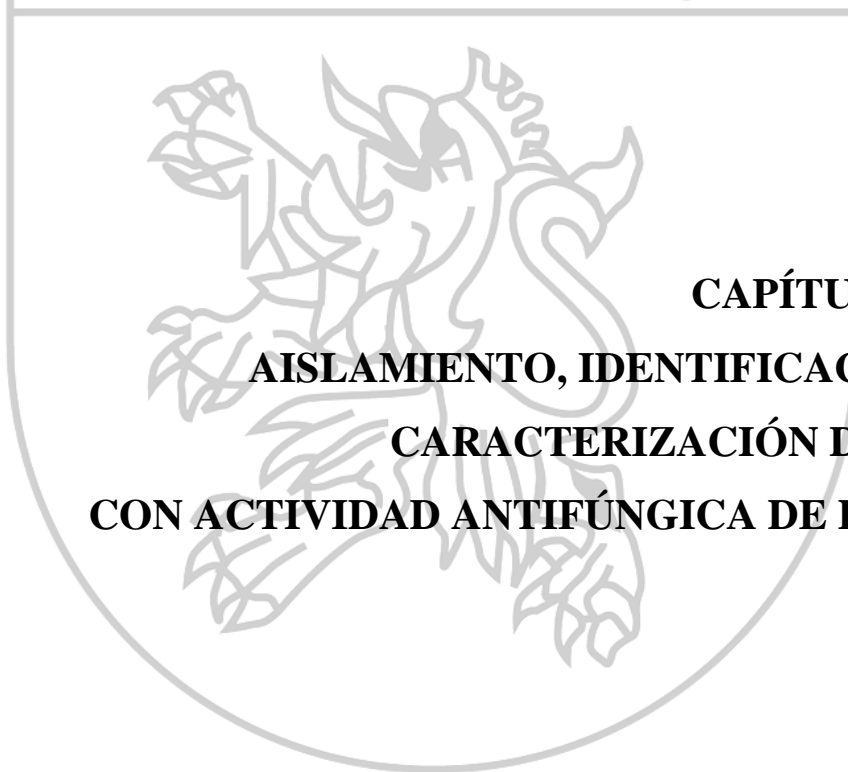 CAPÍTU
AISLAMIENTO, IDENTIFICAC
CARACTERIZACIÓN D
CON ACTIVIDAD ANTIFÚNGICA DE